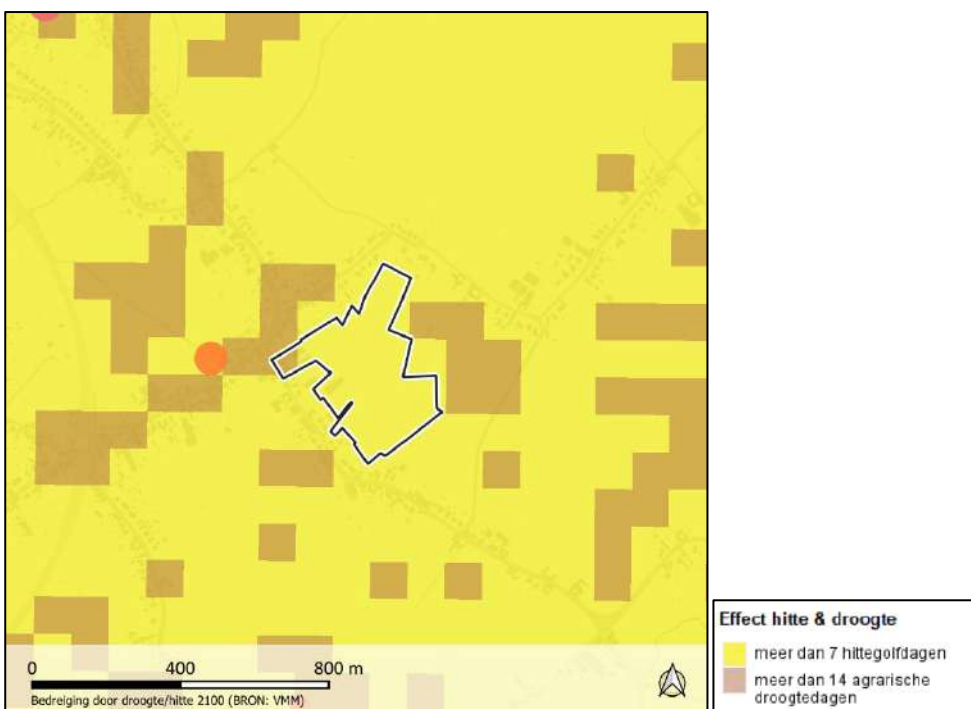 0 400 800 m
Bedreiging door droogte/hitte 2100 (BRON: VMM)
Effect hitte & droogte
meer dan 7 hittegolfdagen
meer dan 14 agrarische
droogtedagen